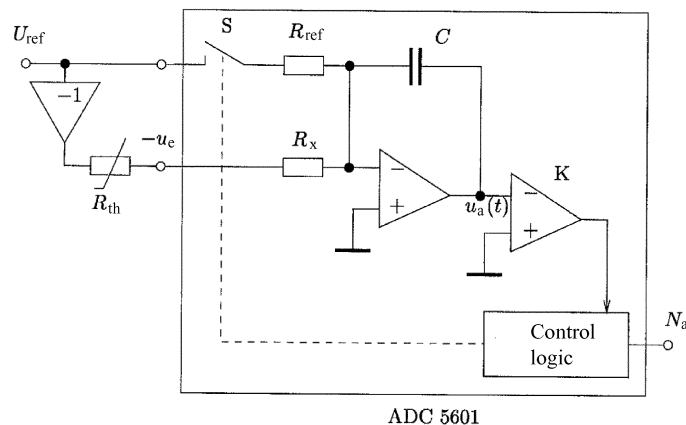 S
U_ref
R_ref
C
−1
−u_e
R_x
R_th
−
+
u_a(t)
K
−
+
Control
logic
N_a
ADC 5601